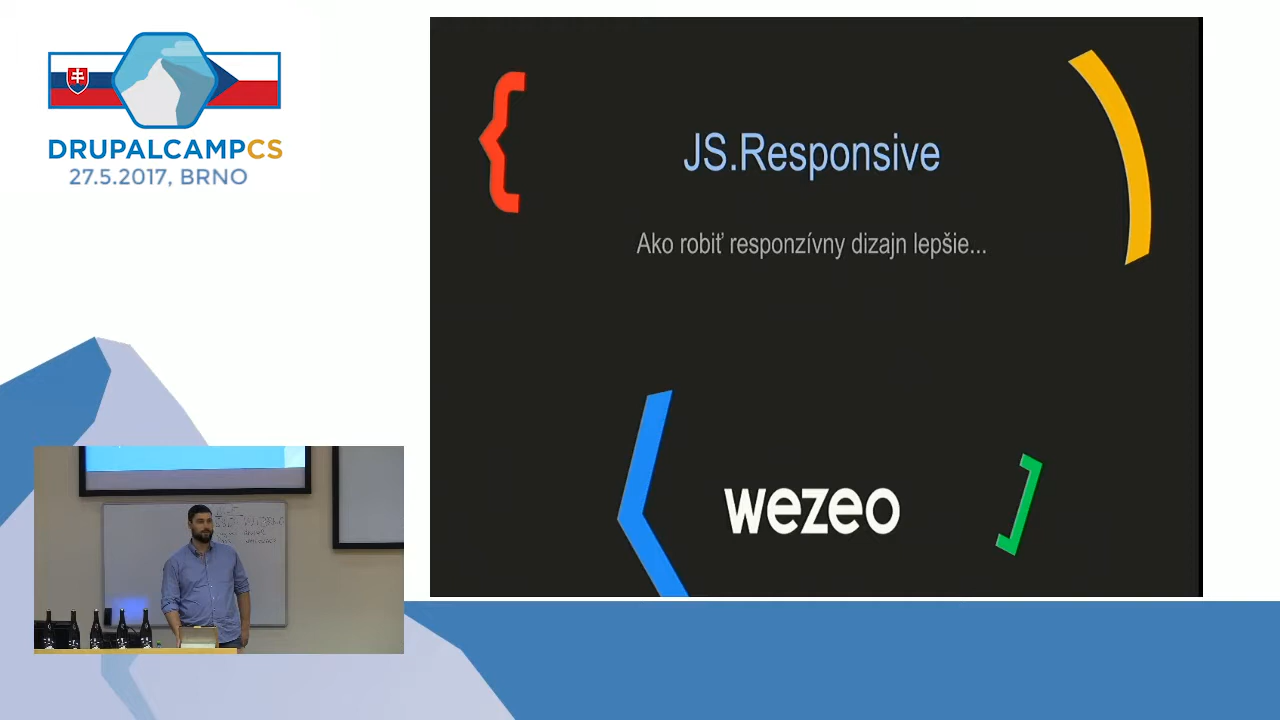 DRUPALCAMPCS
27.5.2017, BRNO
JS.Responsive
Ako robiť responzívny dizajn lepšie...
wezeo